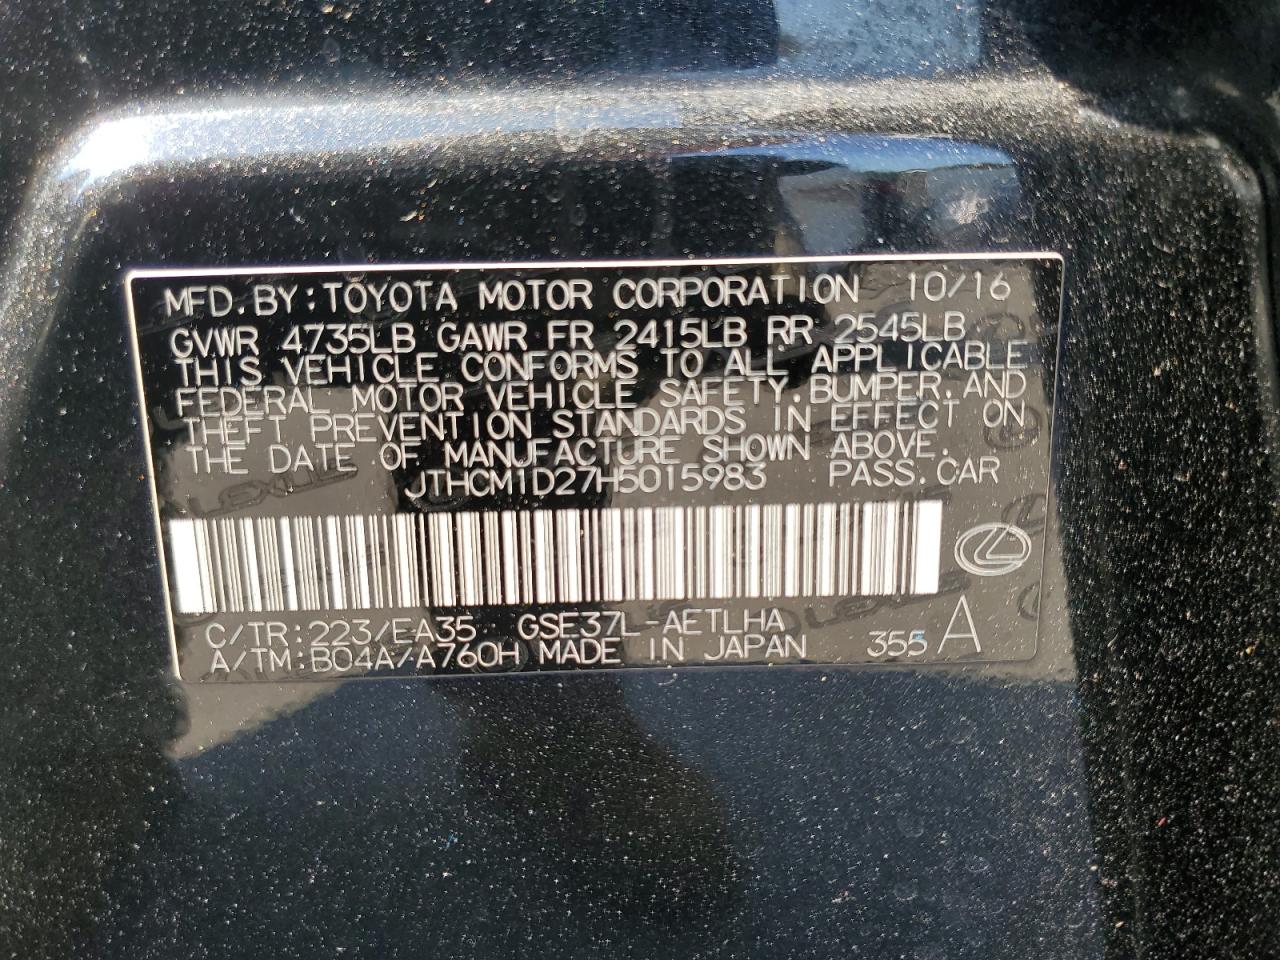 MFD. BY: TOYOTA MOTOR CORPORATION 10/16
GVWR 4735LB GAWR FR 2415LB RR 2545LB
THIS VEHICLE CONFORMS TO ALL APPLICABLE
FEDERAL MOTOR VEHICLE SAFETY, BUMPER, AND
THEFT PREVENTION STANDARDS IN EFFECT ON
THE DATE OF MANUFACTURE SHOWN ABOVE.
JTHCM1D27H5015983 PASS. CAR
C/TR: 223/EA35 GSE37L-AETLHA
A/TM: B04A/A760H MADE IN JAPAN 355 A